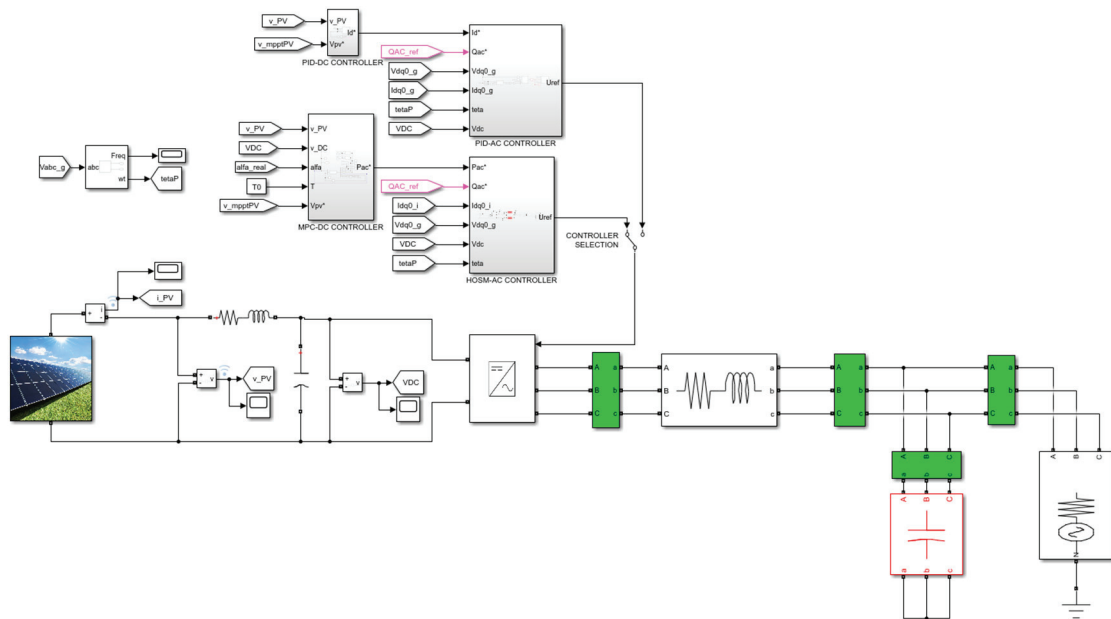 v_PV
v_mpptPV
v_PV
Vpv*
Id*
PID-DC CONTROLLER
QAC_ref
Vdq0_g
Idq0_g
tetaP
VDC
Id*
Qac*
Vdq0_g
Idq0_g
teta
Vdc
Uref
PID-AC CONTROLLER
v_PV
VDC
alfa_real
T0
v_mpptPV
v_PV
v_DC
alfa
T
Vpv*
Pac*
MPC-DC CONTROLLER
QAC_ref
Idq0_i
Vdq0_g
VDC
tetaP
Pac*
Qac*
Idq0_i
Vdq0_g
Vdc
teta
Uref
HOSM-AC CONTROLLER
CONTROLLER
SELECTION
Vabc_g
abc
Freq
wt
tetaP
+
-
i
i_PV
+
-
v
v_PV
+
-
v
VDC
A a
B b
C c
A a
B b
C c
A a
B b
C c
A a
B b
C c
A B C
a b c
A B C
a b c
A B C
N